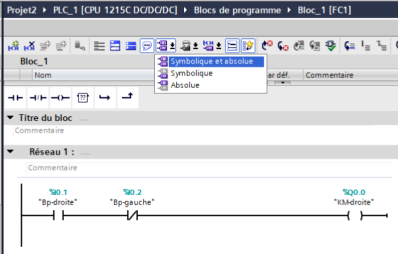 Projet2 ▸ PLC_1 [CPU 1215C DC/DC/DC] ▸ Blocs de programme ▸ Bloc_1 [FC1]
Bloc_1
Symbolique et absolue
Symbolique
Absolue
Nom
ar déf.
Commentaire
??
Titre du bloc ......
Commentaire
Réseau 1 : ......
Commentaire
%I0.1 %I0.2 %Q0.0
"Bp-droite" "Bp-gauche" "KM-droite"